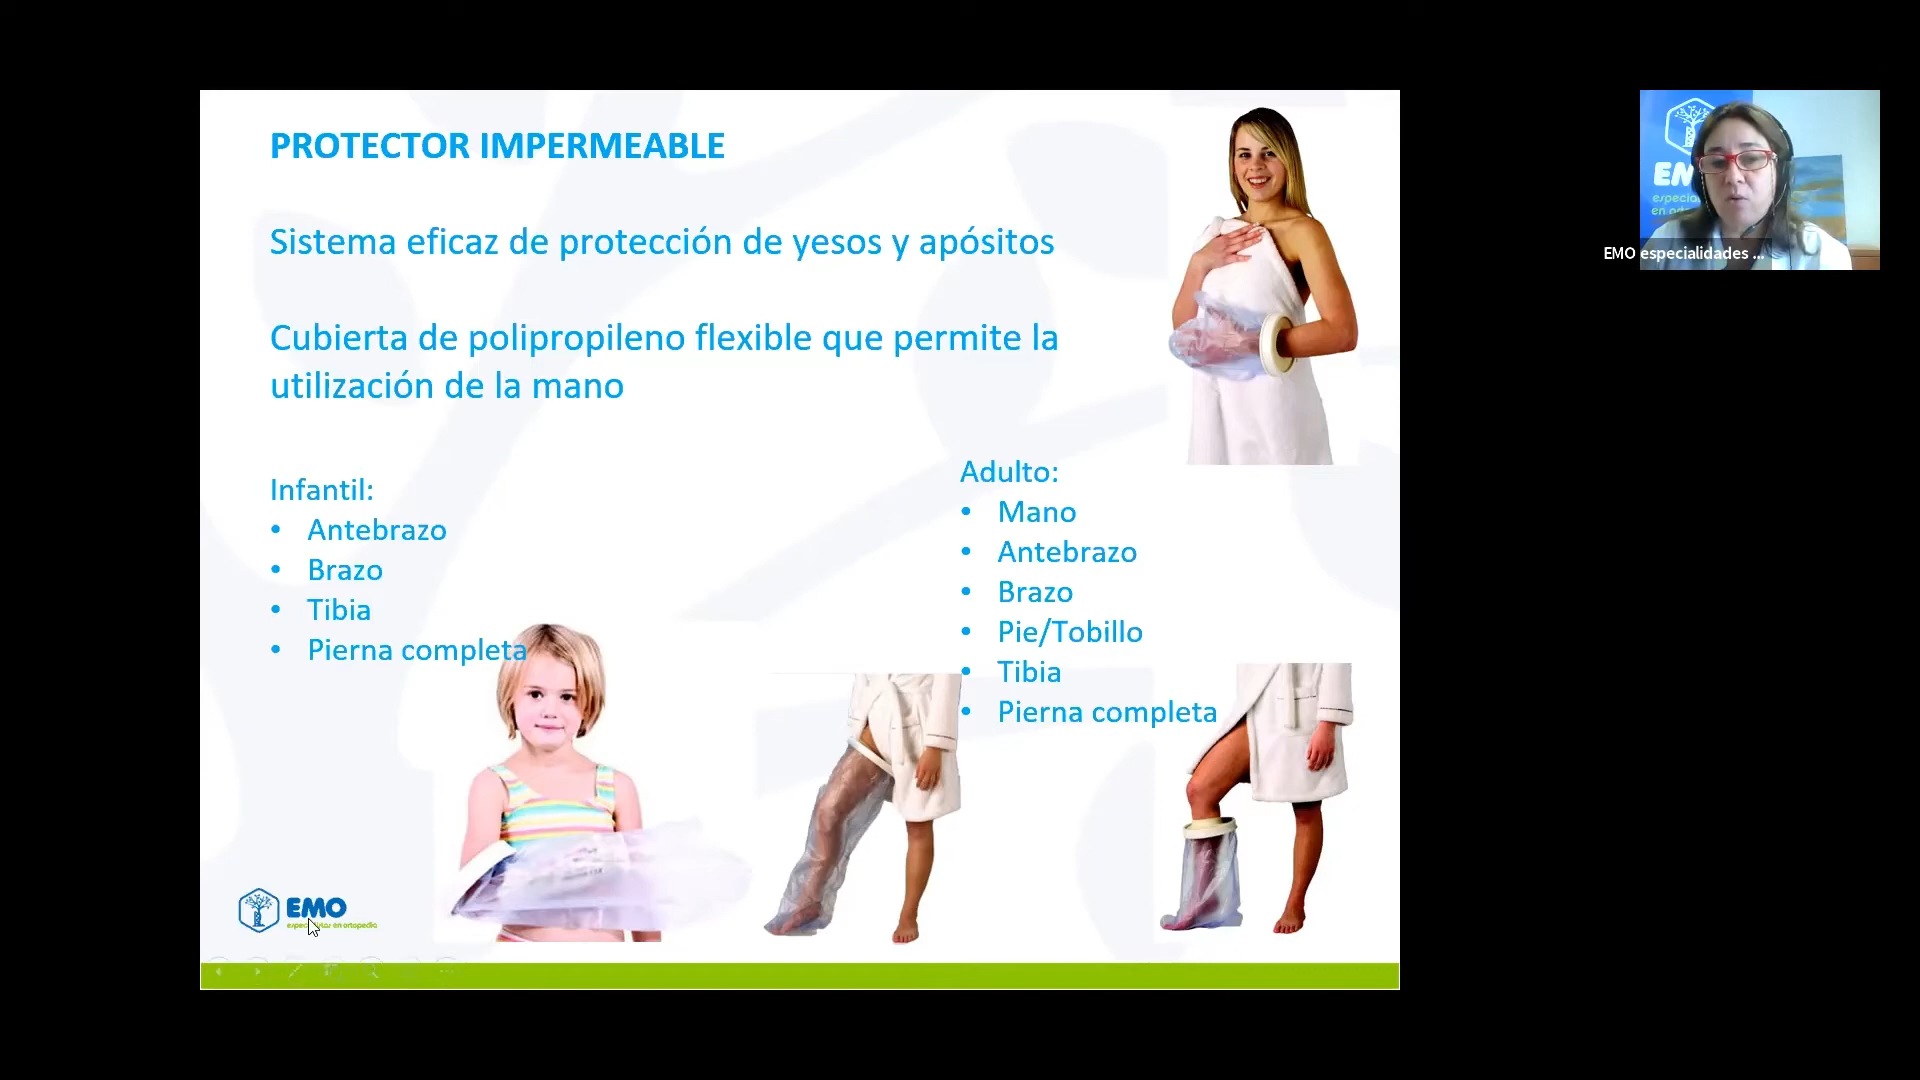 PROTECTOR IMPERMEABLE
Sistema eficaz de protección de yesos y apósitos
Cubierta de polipropileno flexible que permite la
utilización de la mano
Infantil:
• Antebrazo
• Brazo
• Tibia
• Pierna completa
Adulto:
• Mano
• Antebrazo
• Brazo
• Pie/Tobillo
• Tibia
• Pierna completa
EMO
especialistas en ortopedia
EMO especialidades ...